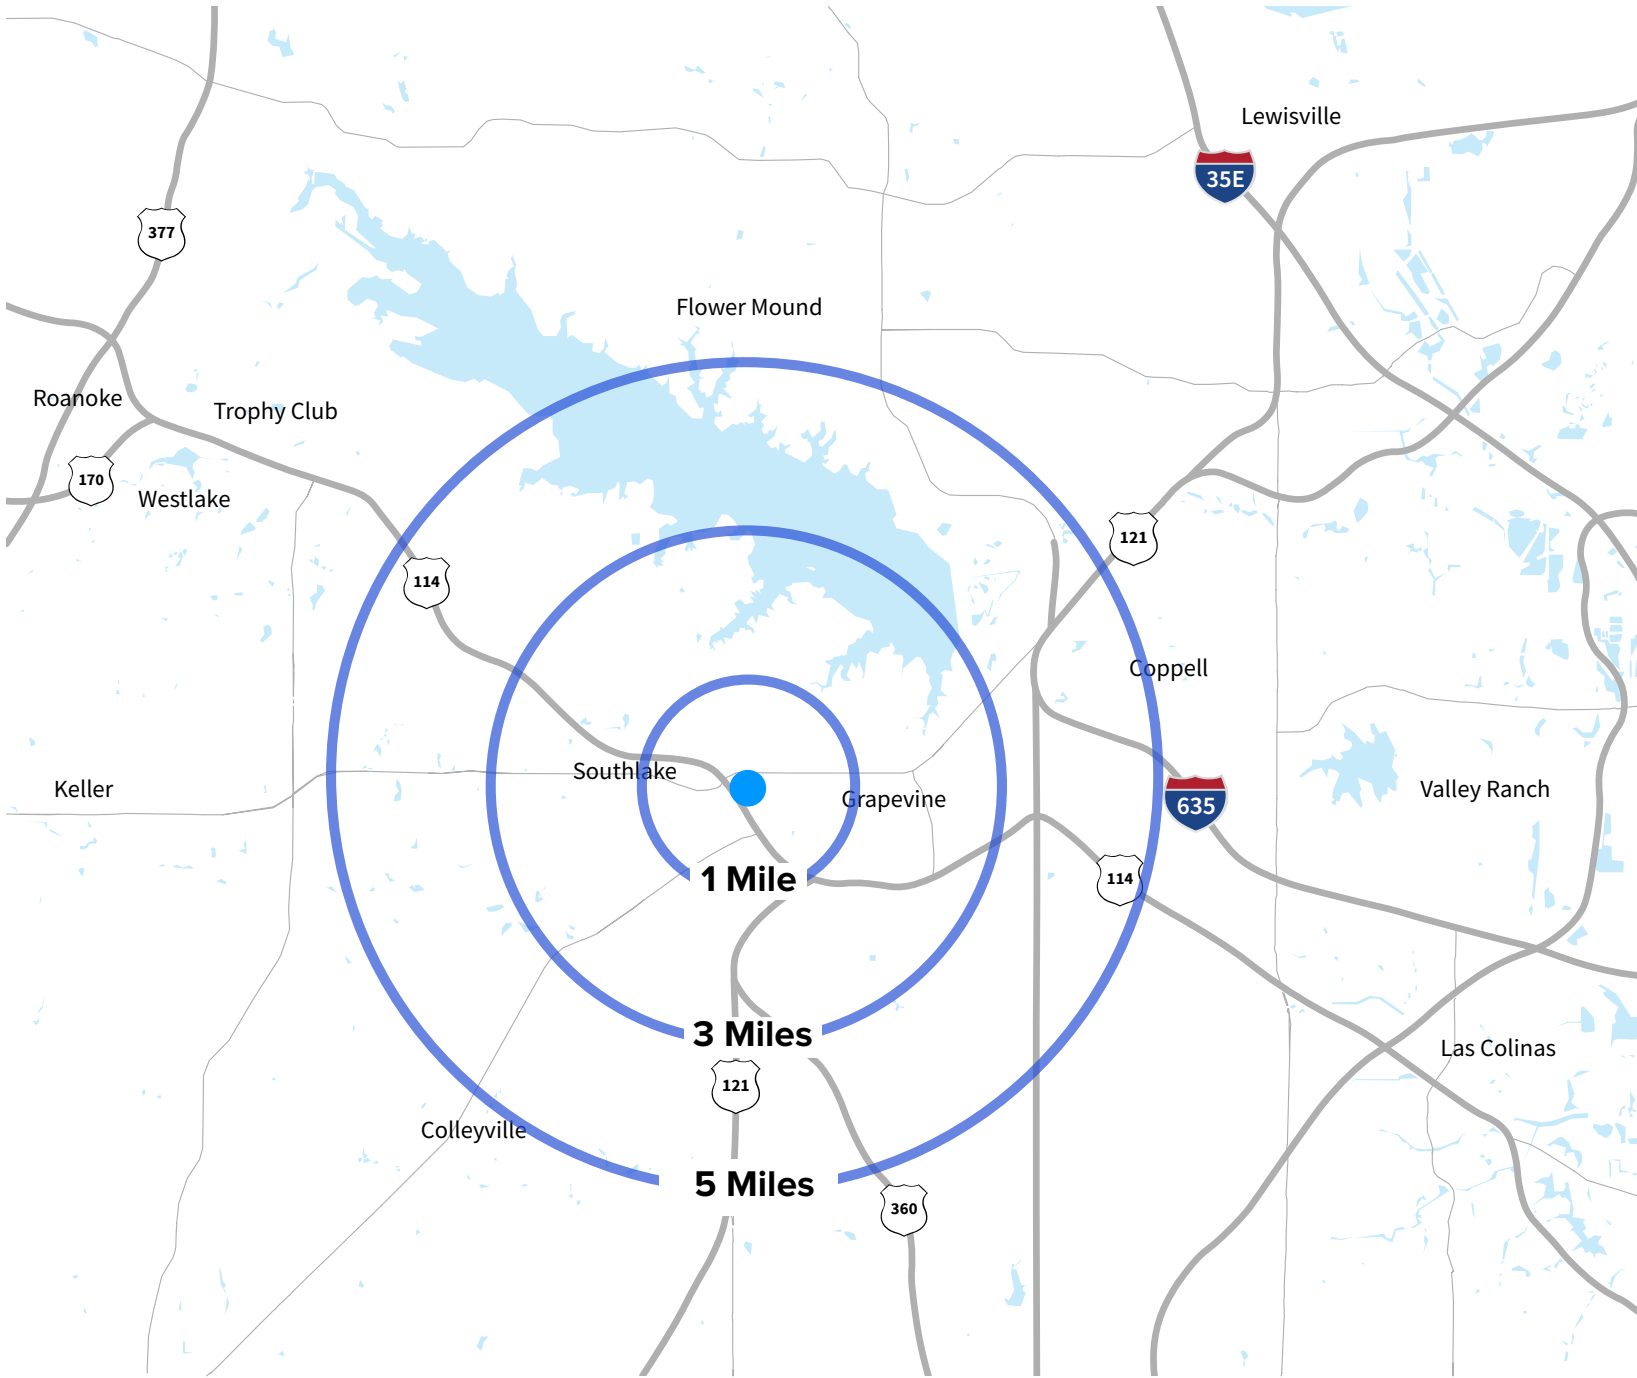 Lewisville
35E
377
Flower Mound
Roanoke
Trophy Club
170
Westlake
121
114
Coppell
Southlake
Keller
Grapevine
635
Valley Ranch
1 Mile
114
3 Miles
Las Colinas
121
Colleyville
5 Miles
360